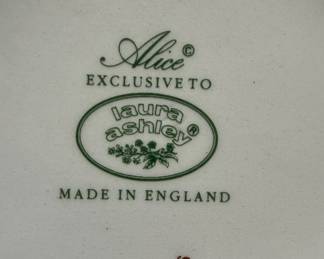 Alice©
EXCLUSIVE TO
laura
ashley®
MADE IN ENGLAND